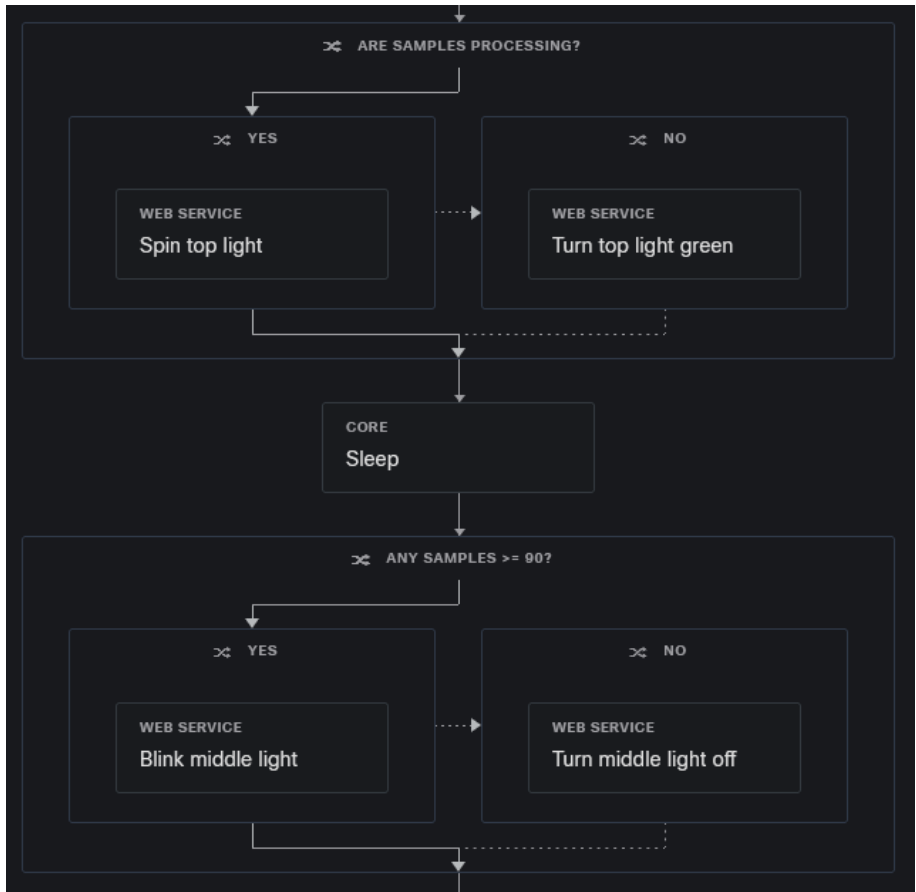 ARE SAMPLES PROCESSING?
YES
WEB SERVICE
Spin top light
NO
WEB SERVICE
Turn top light green
CORE
Sleep
ANY SAMPLES >= 90?
YES
WEB SERVICE
Blink middle light
NO
WEB SERVICE
Turn middle light off